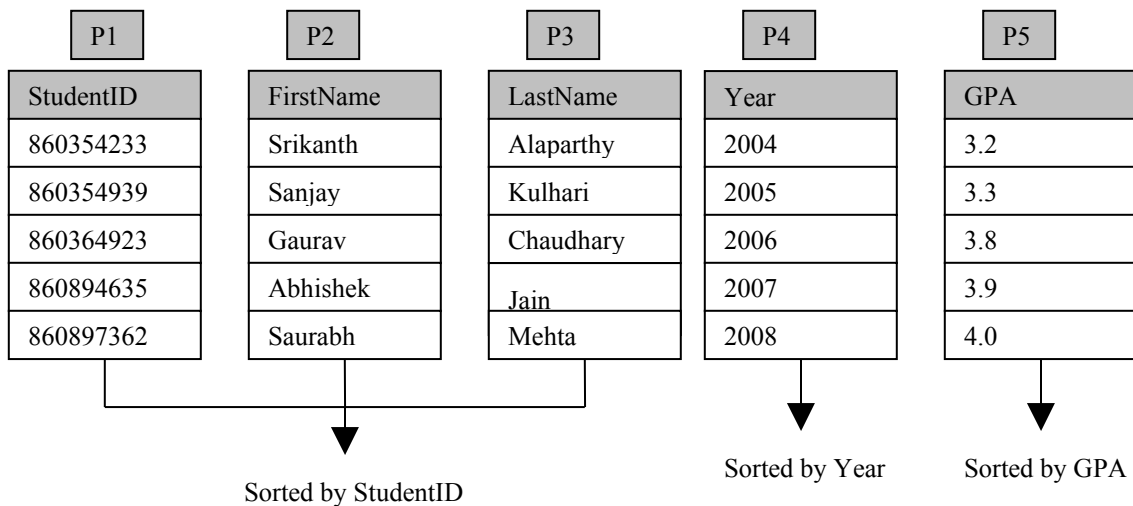 P1 P2 P3 P4 P5
StudentID FirstName LastName Year GPA
860354233 Srikanth Alaparthy 2004 3.2
860354939 Sanjay Kulhari 2005 3.3
860364923 Gaurav Chaudhary 2006 3.8
860894635 Abhishek Jain 2007 3.9
860897362 Saurabh Mehta 2008 4.0
Sorted by Year Sorted by GPA
Sorted by StudentID